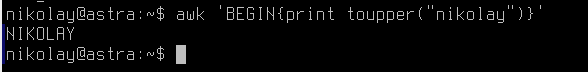 nikolay@astra:~$ awk 'BEGIN{print toupper("nikolay")}'
NIKOLAY
nikolay@astra:~$